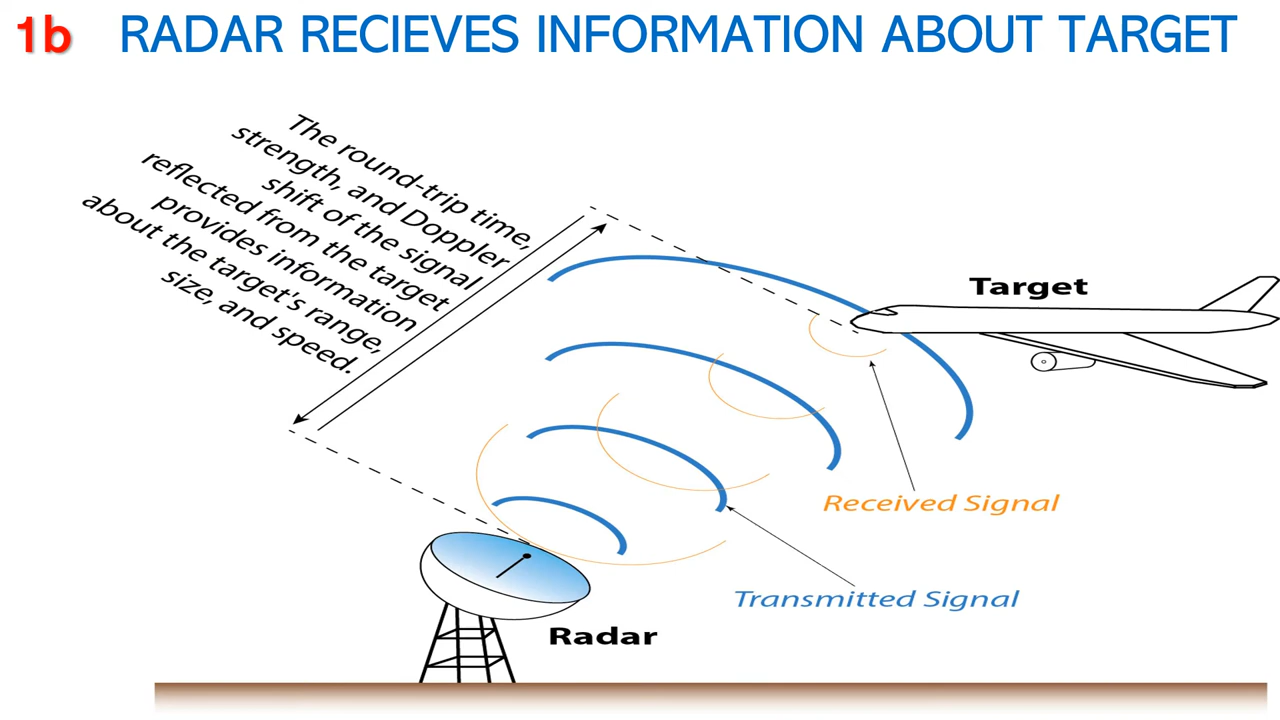 1b RADAR RECIEVES INFORMATION ABOUT TARGET
The round-trip time,
strength, and Doppler
shift of the signal
reflected from the target
provides information
about the target's range,
size, and speed.
Target
Received Signal
Transmitted Signal
Radar